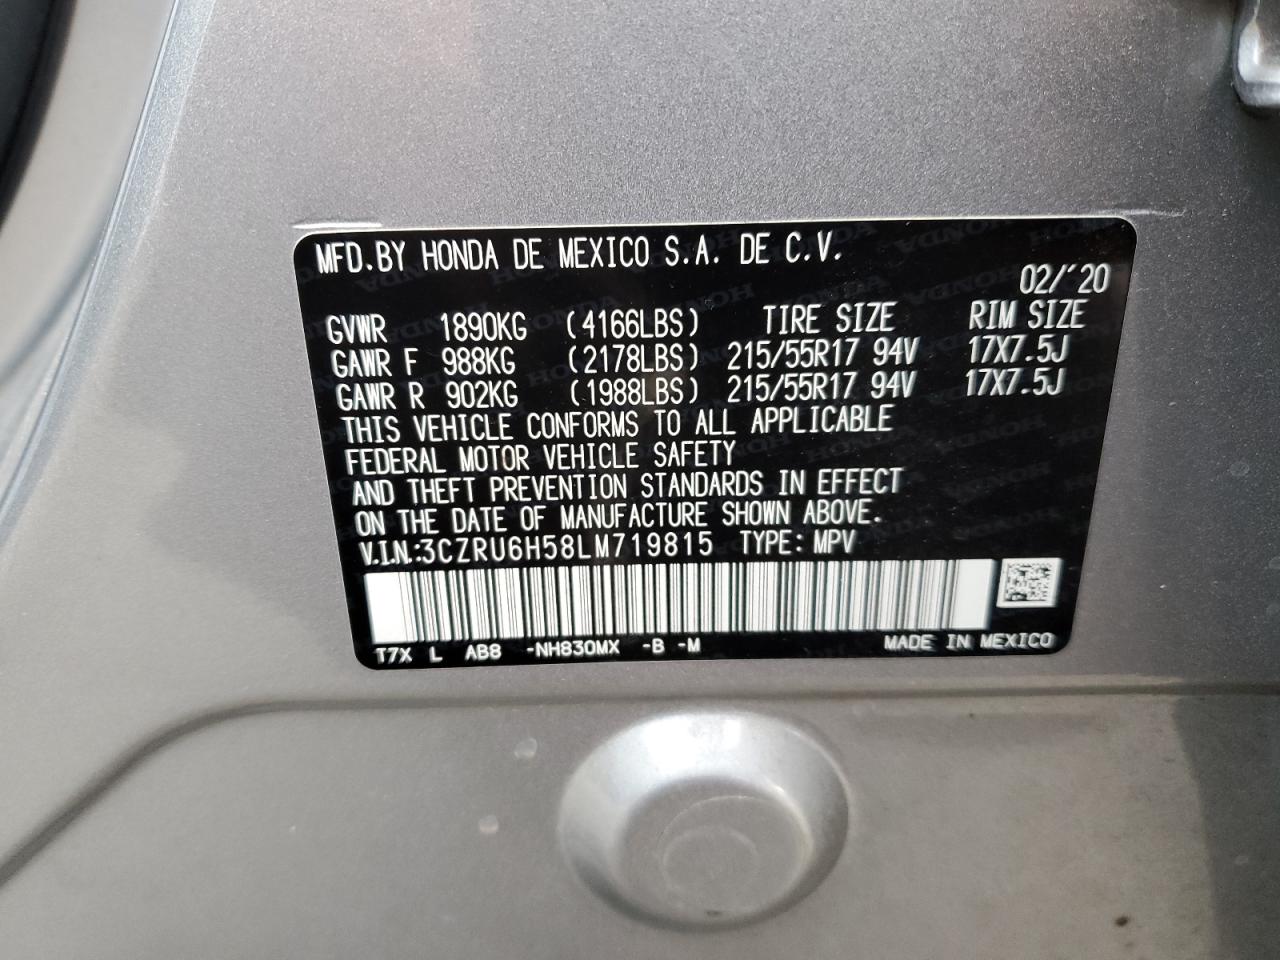 MFD.BY HONDA DE MEXICO S.A. DE C.V.
02/'20
GVWR 1890KG (4166LBS) TIRE SIZE RIM SIZE
GAWR F 988KG (2178LBS) 215/55R17 94V 17X7.5J
GAWR R 902KG (1988LBS) 215/55R17 94V 17X7.5J
THIS VEHICLE CONFORMS TO ALL APPLICABLE
FEDERAL MOTOR VEHICLE SAFETY
AND THEFT PREVENTION STANDARDS IN EFFECT
ON THE DATE OF MANUFACTURE SHOWN ABOVE.
V.I.N.:3CZRU6H58LM719815 TYPE: MPV
T7X L AB8 -NH830MX -B -M MADE IN MEXICO